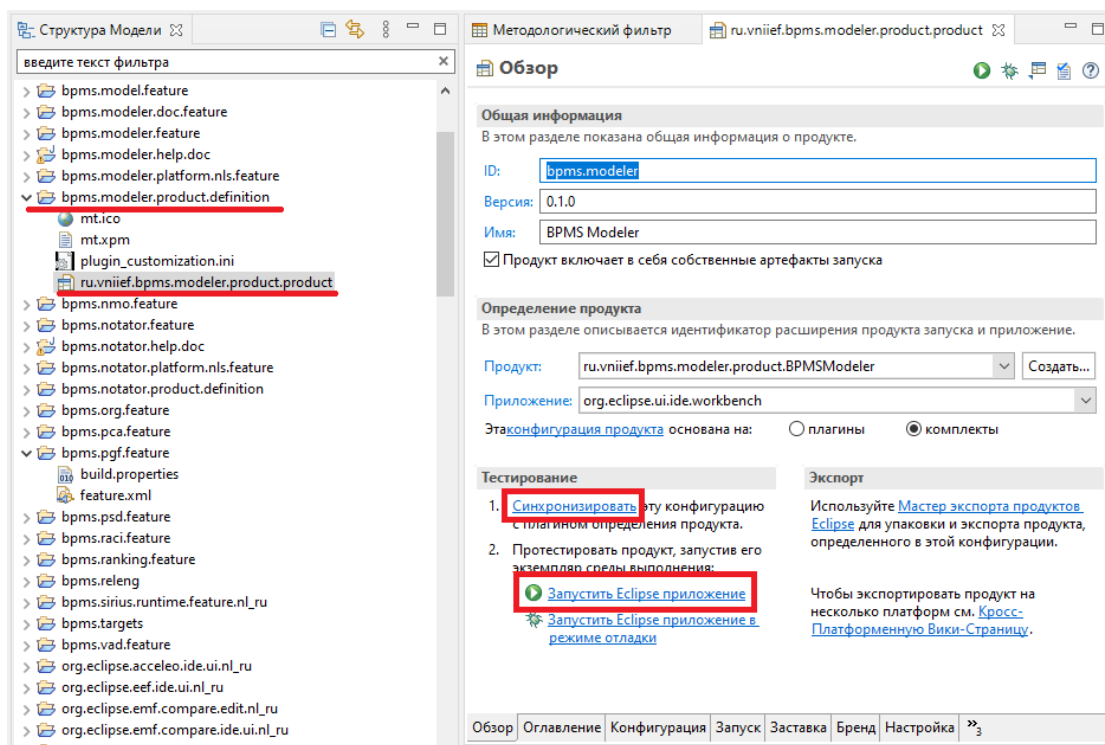 Структура Модели
введите текст фильтра
bpms.model.feature
bpms.modeler.doc.feature
bpms.modeler.feature
bpms.modeler.help.doc
bpms.modeler.platform.nls.feature
bpms.modeler.product.definition
mt.ico
mt.xpm
plugin_customization.ini
ru.vniief.bpms.modeler.product.product
bpms.nmo.feature
bpms.notator.feature
bpms.notator.help.doc
bpms.notator.platform.nls.feature
bpms.notator.product.definition
bpms.org.feature
bpms.pca.feature
bpms.pgf.feature
build.properties
feature.xml
bpms.psd.feature
bpms.raci.feature
bpms.ranking.feature
bpms.releng
bpms.sirius.runtime.feature.nl_ru
bpms.targets
bpms.vad.feature
org.eclipse.acceleo.ide.ui.nl_ru
org.eclipse.eef.ide.ui.nl_ru
org.eclipse.emf.compare.edit.nl_ru
org.eclipse.emf.compare.ide.ui.nl_ru
Методологический фильтр
ru.vniief.bpms.modeler.product.product
Обзор
Общая информация
В этом разделе показана общая информация о продукте.
ID: bpms.modeler
Версия: 0.1.0
Имя: BPMS Modeler
Продукт включает в себя собственные артефакты запуска
Определение продукта
В этом разделе описывается идентификатор расширения продукта запуска и приложение.
Продукт: ru.vniief.bpms.modeler.product.BPMSModeler Создать...
Приложение: org.eclipse.ui.ide.workbench
Эта конфигурация продукта основана на: плагины комплекты
Тестирование
1. Синхронизировать эту конфигурацию
с плагином определения продукта.
2. Протестировать продукт, запустив его
экземпляр среды выполнения:
Запустить Eclipse приложение
Запустить Eclipse приложение в
режиме отладки
Экспорт
Используйте Мастер экспорта продуктов
Eclipse для упаковки и экспорта продукта,
определенного в этой конфигурации.
Чтобы экспортировать продукт на
несколько платформ см. Кросс-
Платформенную Вики-Страницу.
Обзор Оглавление Конфигурация Запуск Заставка Бренд Настройка »3